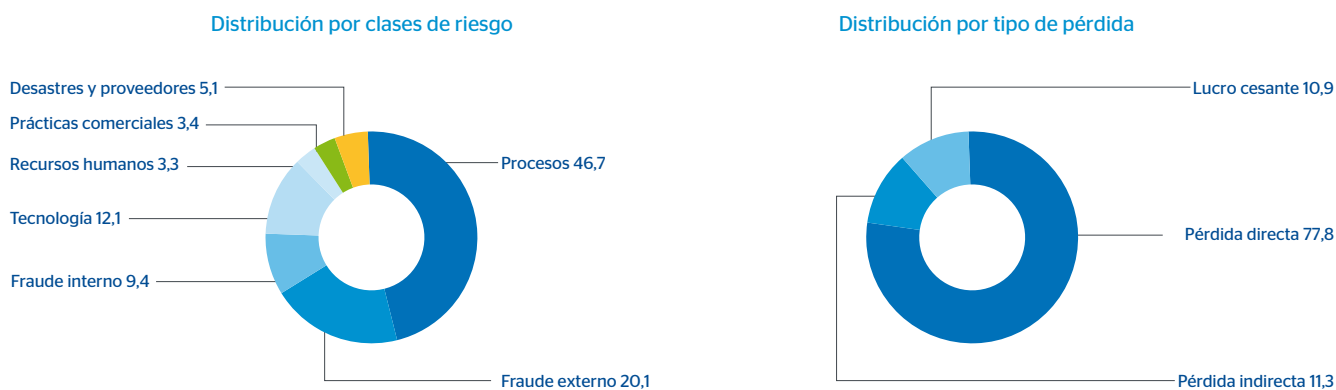 Distribución por clases de riesgo
Desastres y proveedores 5,1
Prácticas comerciales 3,4
Recursos humanos 3,3
Tecnología 12,1
Fraude interno 9,4
Procesos 46,7
Fraude externo 20,1
Distribución por tipo de pérdida
Lucro cesante 10,9
Pérdida directa 77,8
Pérdida indirecta 11,3